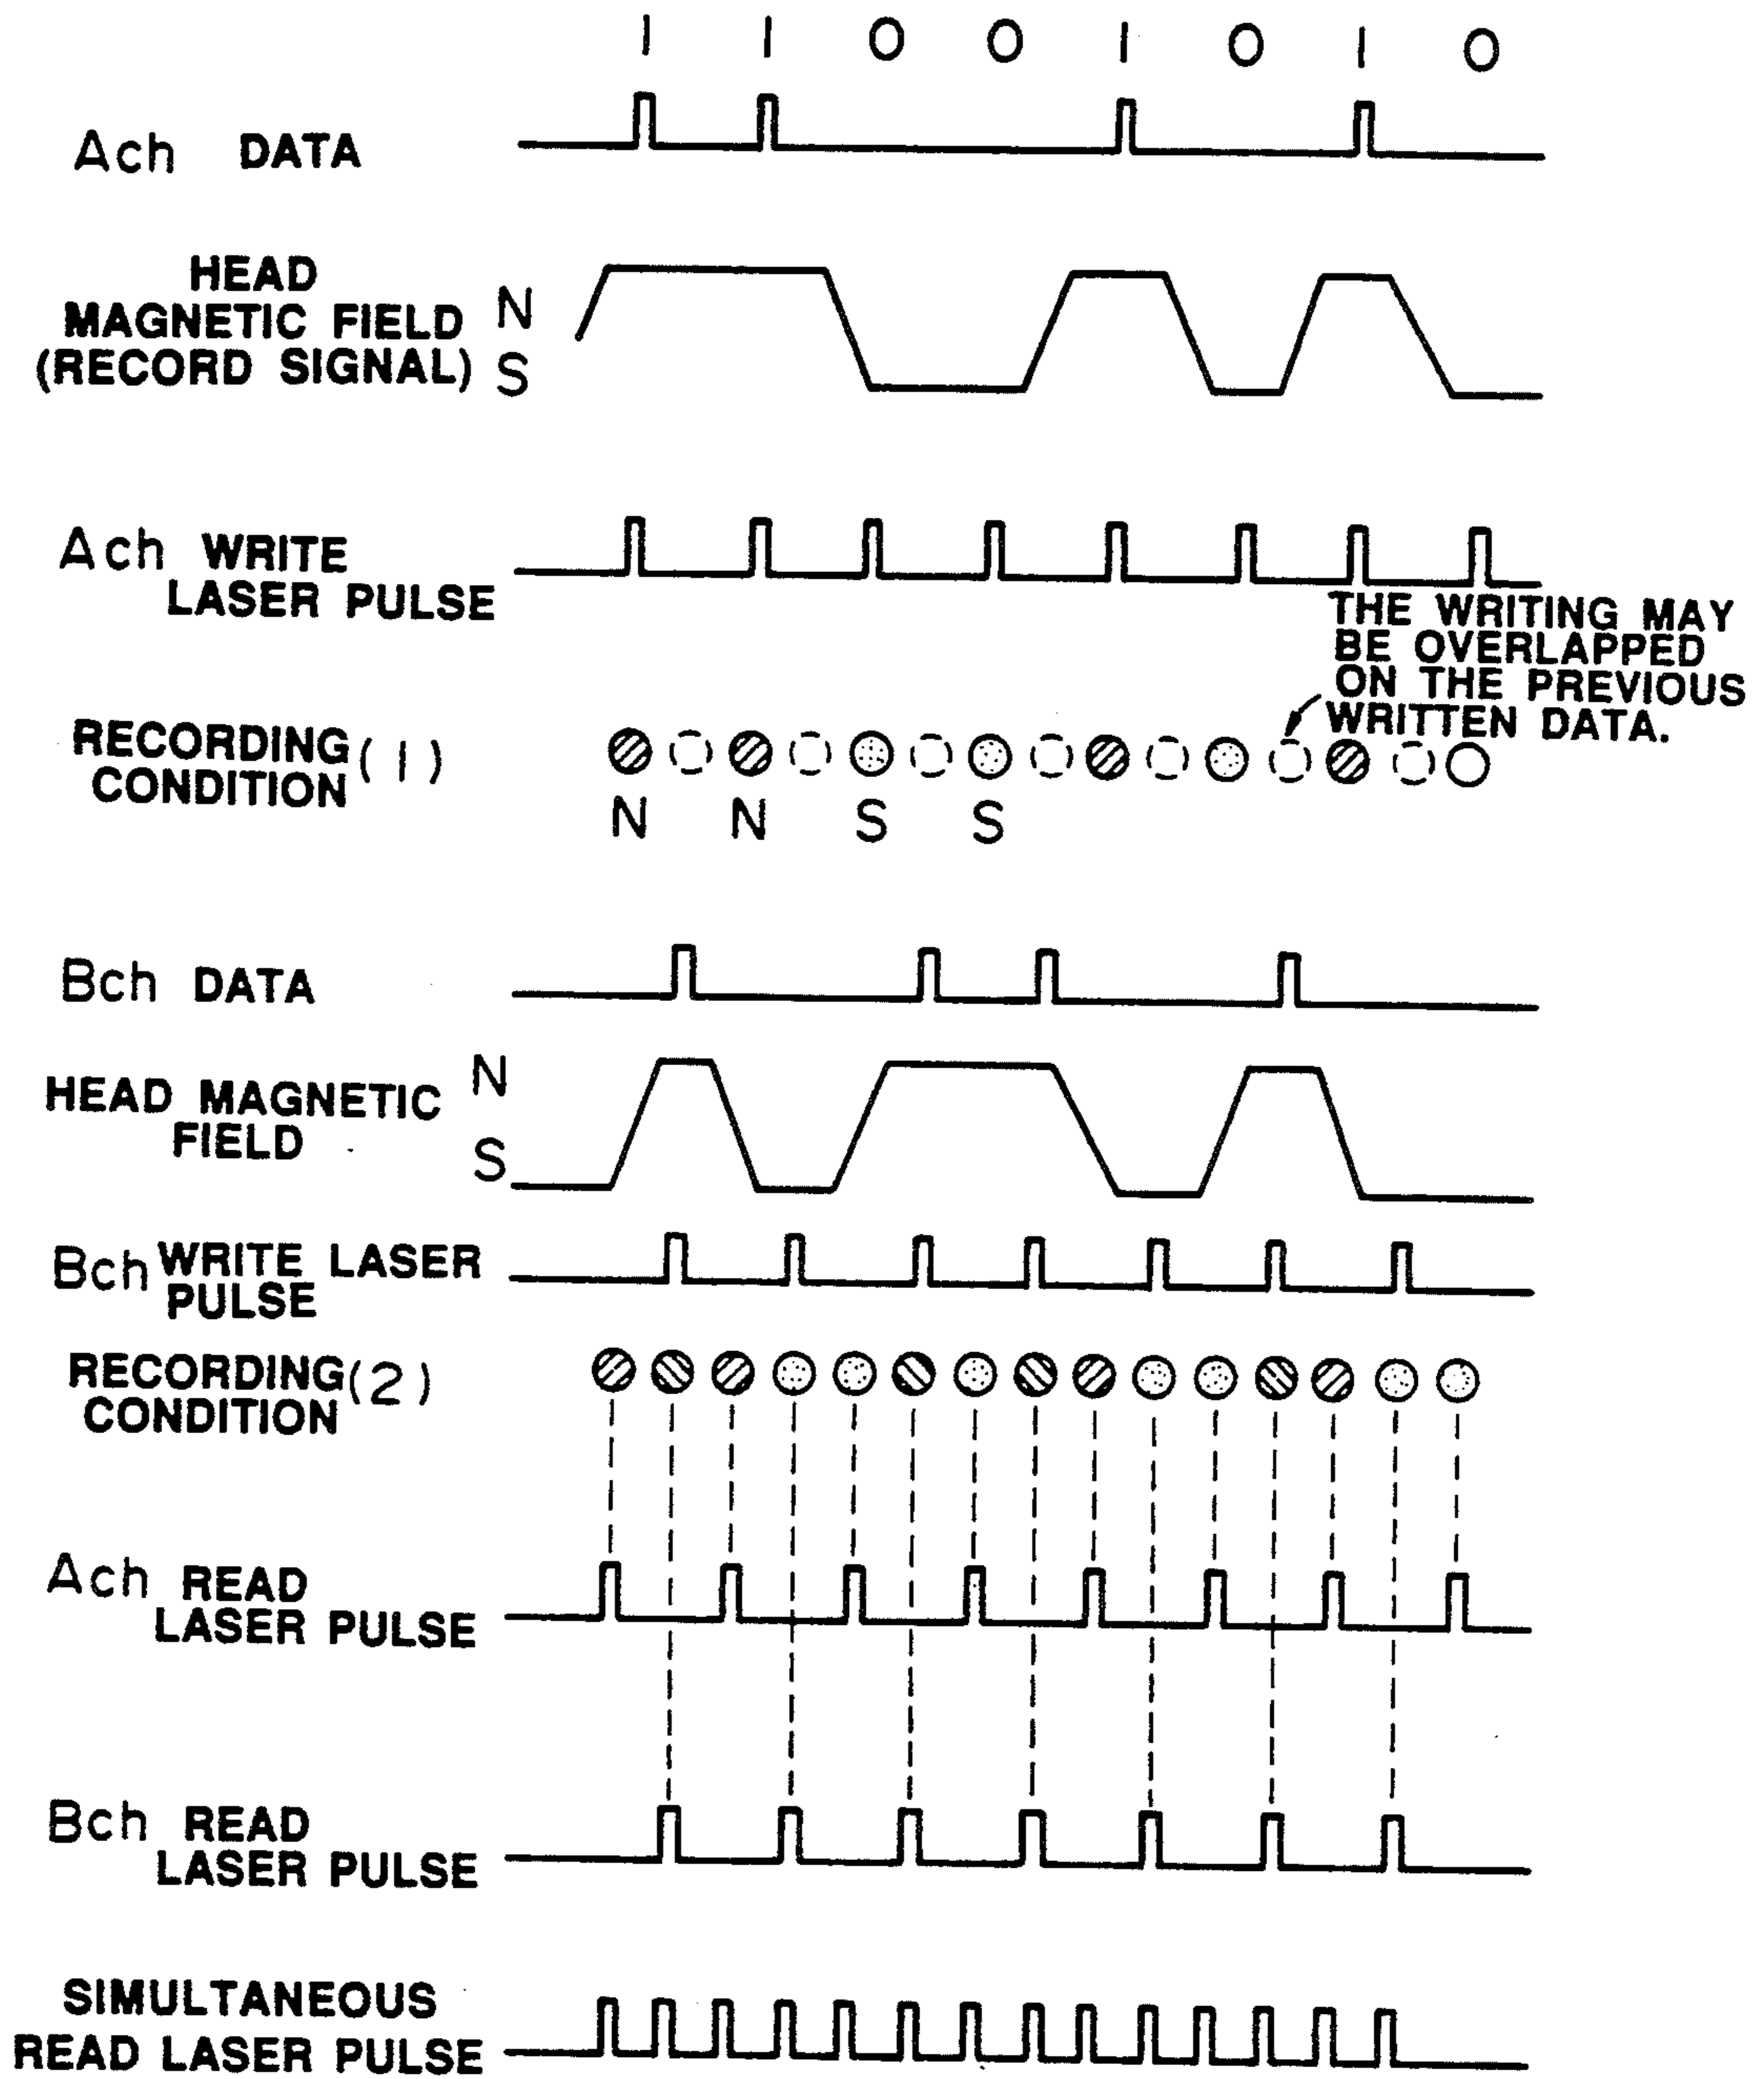 1 1 0 0 1 0 1 0
Ach DATA
HEAD
MAGNETIC FIELD
(RECORD SIGNAL)
N
S
Ach WRITE
LASER PULSE
THE WRITING MAY
BE OVERLAPPED
ON THE PREVIOUS
WRITTEN DATA.
RECORDING (1)
CONDITION
N N S S
Bch DATA
HEAD MAGNETIC
FIELD
N
S
Bch WRITE LASER
PULSE
RECORDING (2)
CONDITION
Ach READ
LASER PULSE
Bch READ
LASER PULSE
SIMULTANEOUS
READ LASER PULSE